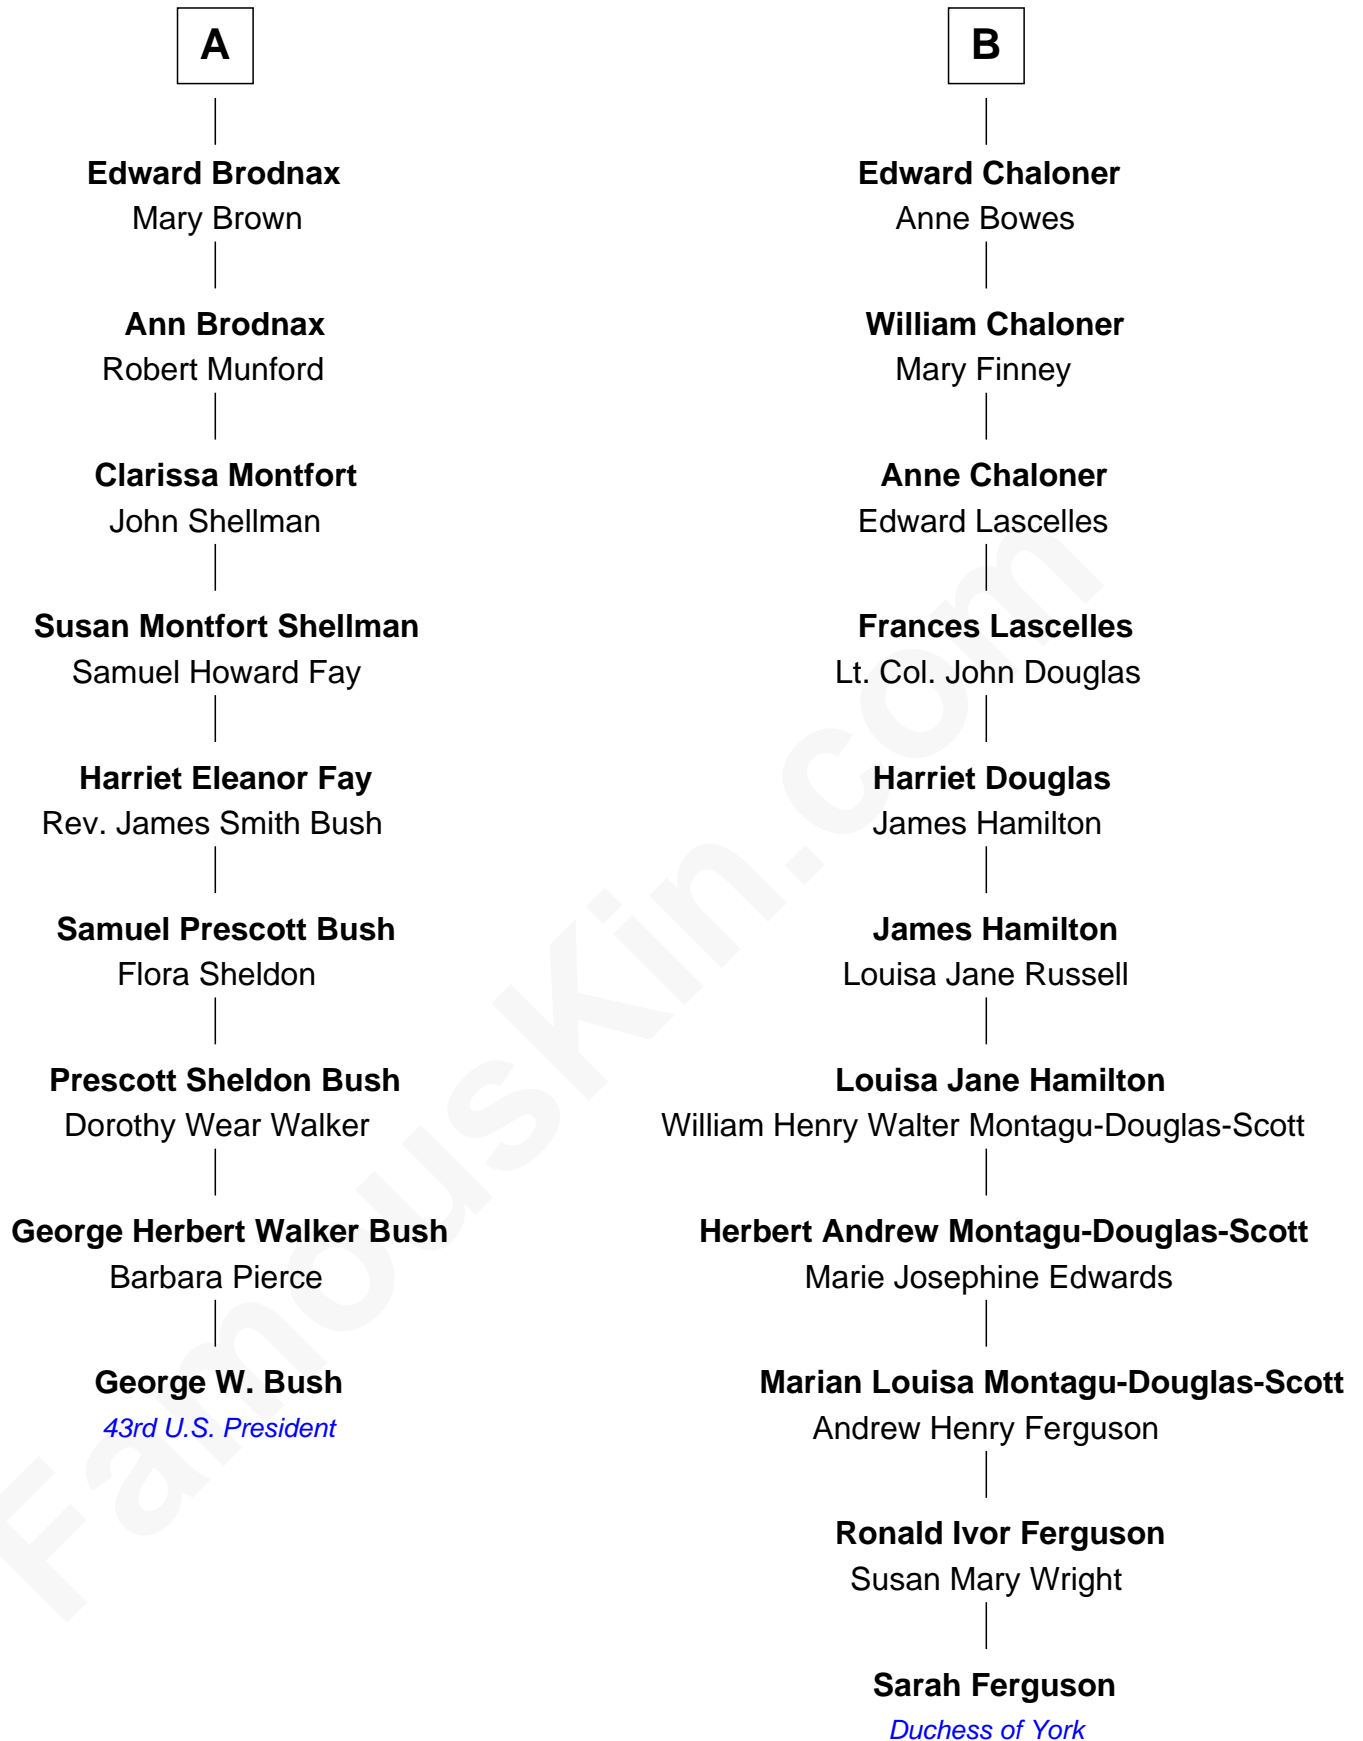 A
Edward Brodnax
Mary Brown
Ann Brodnax
Robert Munford
Clarissa Montfort
John Shellman
Susan Montfort Shellman
Samuel Howard Fay
Harriet Eleanor Fay
Rev. James Smith Bush
Samuel Prescott Bush
Flora Sheldon
Prescott Sheldon Bush
Dorothy Wear Walker
George Herbert Walker Bush
Barbara Pierce
George W. Bush
43rd U.S. President
B
Edward Chaloner
Anne Bowes
William Chaloner
Mary Finney
Anne Chaloner
Edward Lascelles
Frances Lascelles
Lt. Col. John Douglas
Harriet Douglas
James Hamilton
James Hamilton
Louisa Jane Russell
Louisa Jane Hamilton
William Henry Walter Montagu-Douglas-Scott
Herbert Andrew Montagu-Douglas-Scott
Marie Josephine Edwards
Marian Louisa Montagu-Douglas-Scott
Andrew Henry Ferguson
Ronald Ivor Ferguson
Susan Mary Wright
Sarah Ferguson
Duchess of York
FamousKin.com